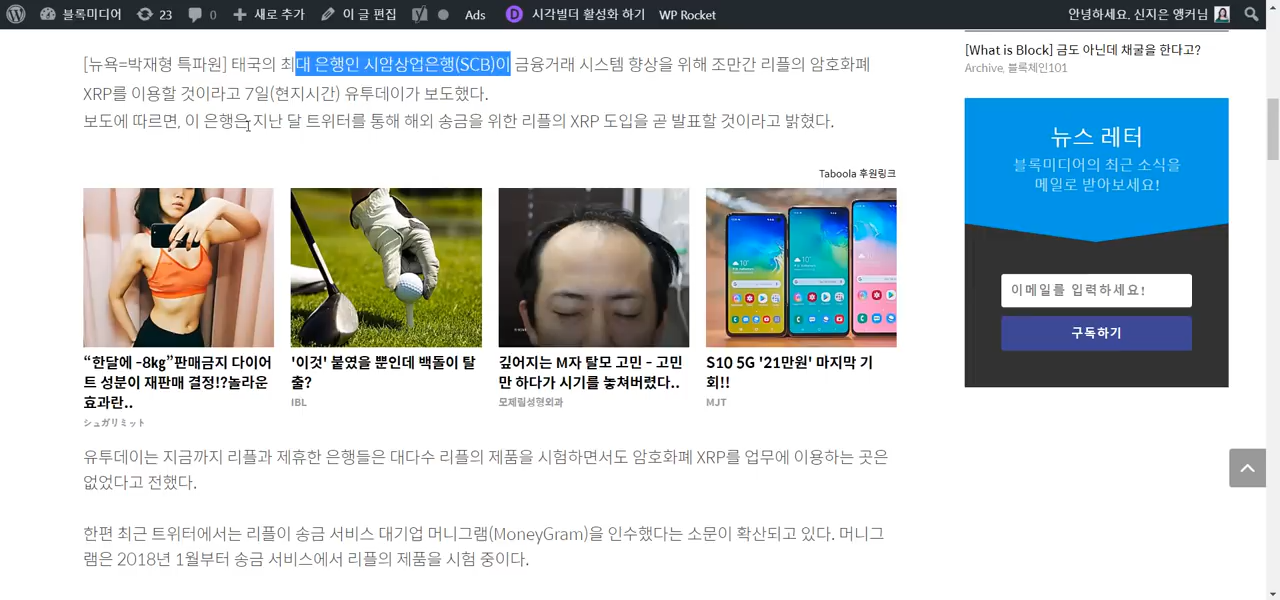 블록미디어 23 0 새로 추가 이 글 편집 Ads D 시각빌더 활성화 하기 WP Rocket 안녕하세요. 신지은 앵커님
[뉴욕=박재형 특파원] 태국의 최대 은행인 시암상업은행(SCB)이 금융거래 시스템 향상을 위해 조만간 리플의 암호화폐
XRP를 이용할 것이라고 7일(현지시간) 유투데이가 보도했다.
보도에 따르면, 이 은행은 지난 달 트위터를 통해 해외 송금을 위한 리플의 XRP 도입을 곧 발표할 것이라고 밝혔다.
Taboola 후원링크
“한달에 -8kg”판매금지 다이어
트 성분이 재판매 결정!?놀라운
효과란..
シュガリミット
'이것' 붙였을 뿐인데 백돌이 탈
출?
IBL
깊어지는 M자 탈모 고민 - 고민
만 하다가 시기를 놓쳐버렸다..
모제림성형외과
S10 5G '21만원' 마지막 기
회!!
MJT
유투데이는 지금까지 리플과 제휴한 은행들은 대다수 리플의 제품을 시험하면서도 암호화폐 XRP를 업무에 이용하는 곳은
없었다고 전했다.
한편 최근 트위터에서는 리플이 송금 서비스 대기업 머니그램(MoneyGram)을 인수했다는 소문이 확산되고 있다. 머니그
램은 2018년 1월부터 송금 서비스에서 리플의 제품을 시험 중이다.
[What is Block] 금도 아닌데 채굴을 한다고?
Archive, 블록체인101
뉴스 레터
블록미디어의 최근 소식을
메일로 받아보세요!
이메일를 입력하세요!
구독하기